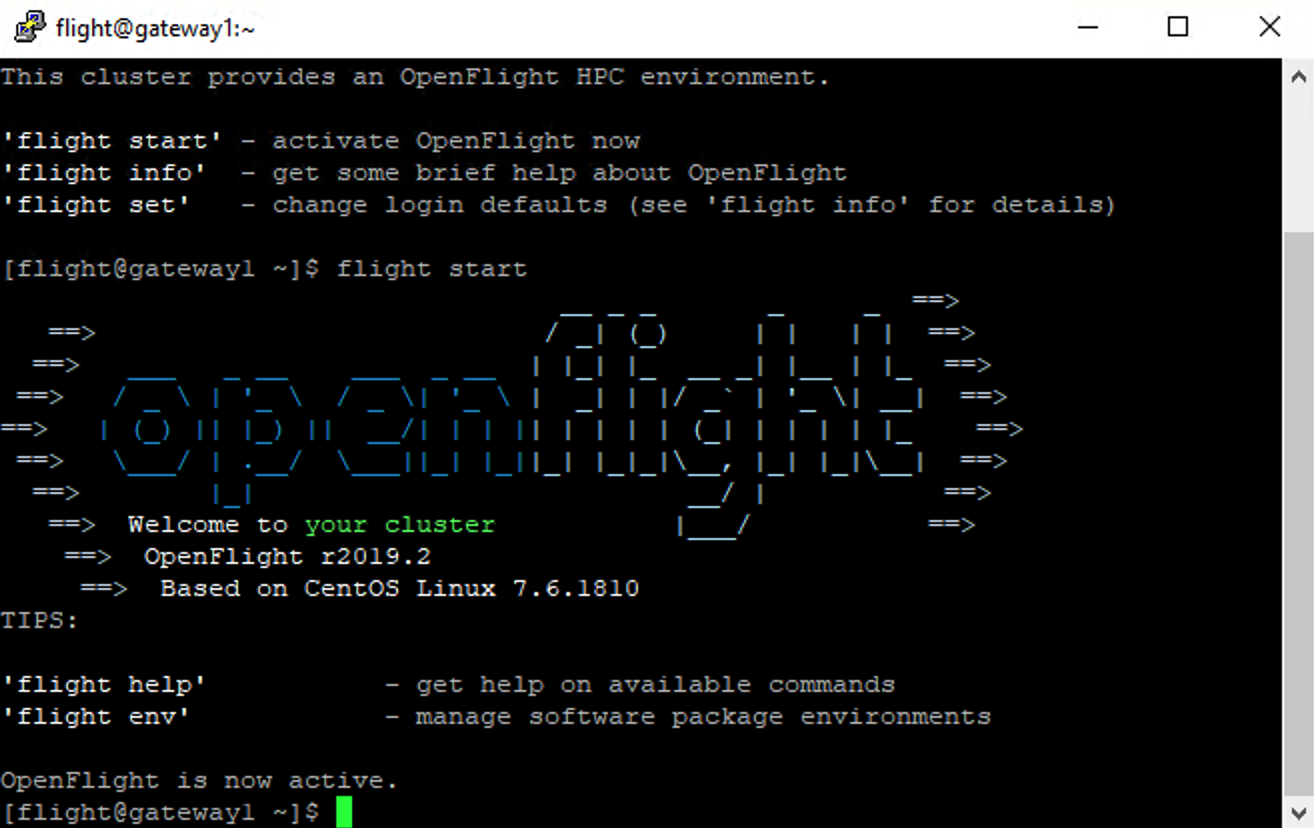 flight@gateway1:~
This cluster provides an OpenFlight HPC environment.
'flight start' - activate OpenFlight now
'flight info'  - get some brief help about OpenFlight
'flight set'   - change login defaults (see 'flight info' for details)
[flight@gateway1 ~]$ flight start
openflight
==> Welcome to your cluster
==> OpenFlight r2019.2
==> Based on CentOS Linux 7.6.1810
TIPS:
'flight help'           - get help on available commands
'flight env'            - manage software package environments
OpenFlight is now active.
[flight@gateway1 ~]$